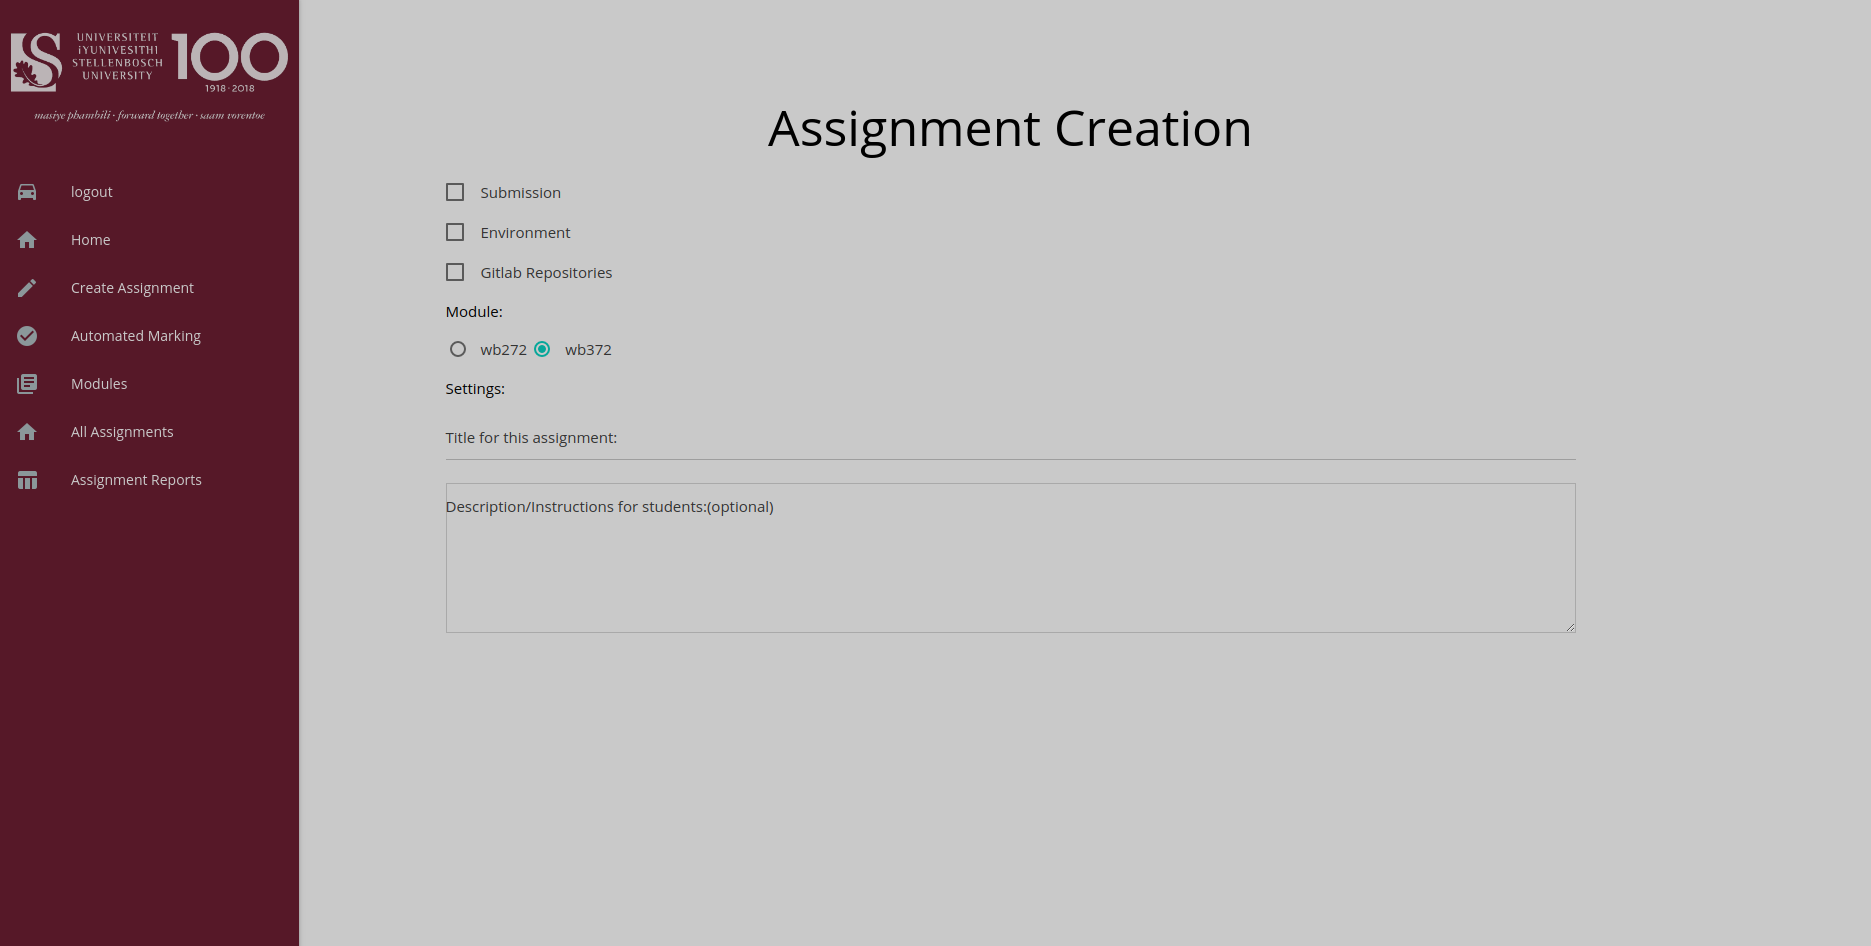 UNIVERSITEIT
iYUNIVESITHI
STELLENBOSCH
UNIVERSITY
100
1918·2018
masiye phambili · forward together · saam vorentoe
logout
Home
Create Assignment
Automated Marking
Modules
All Assignments
Assignment Reports
Assignment Creation
Submission
Environment
Gitlab Repositories
Module:
wb272 wb372
Settings:
Title for this assignment:
Description/Instructions for students:(optional)